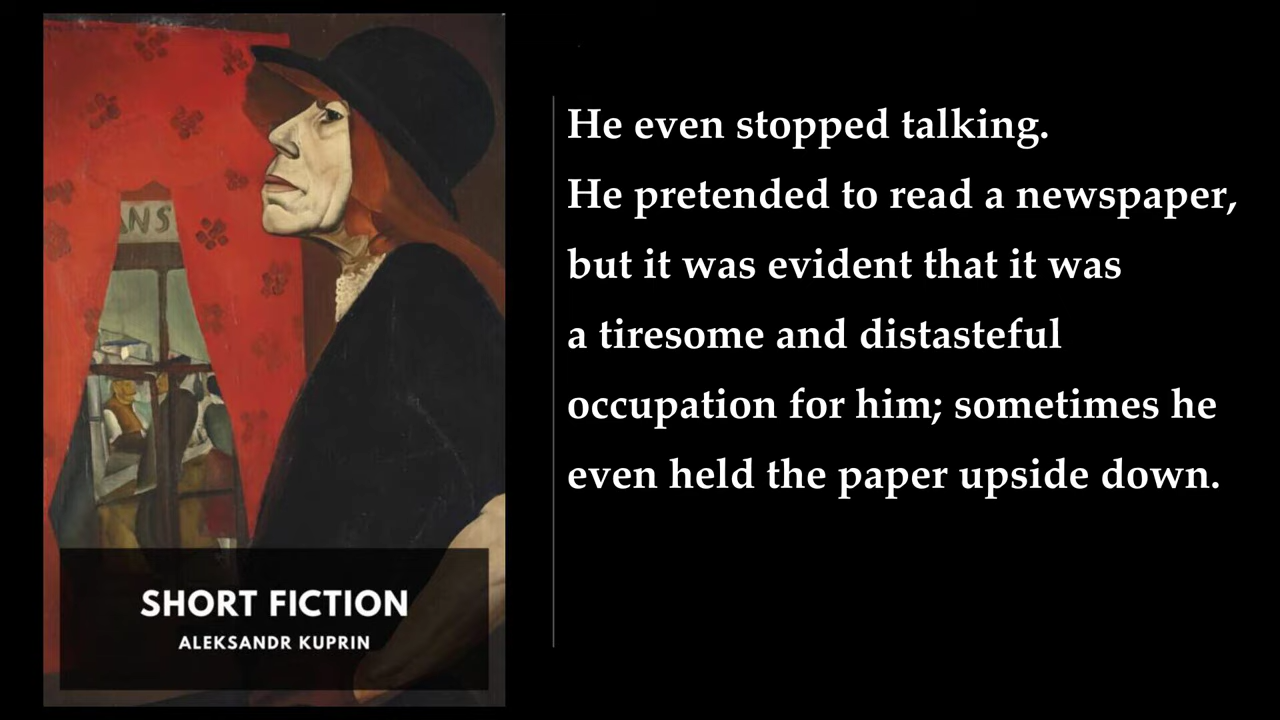 ANS
SHORT FICTION
ALEKSANDR KUPRIN
He even stopped talking.
He pretended to read a newspaper,
but it was evident that it was
a tiresome and distasteful
occupation for him; sometimes he
even held the paper upside down.